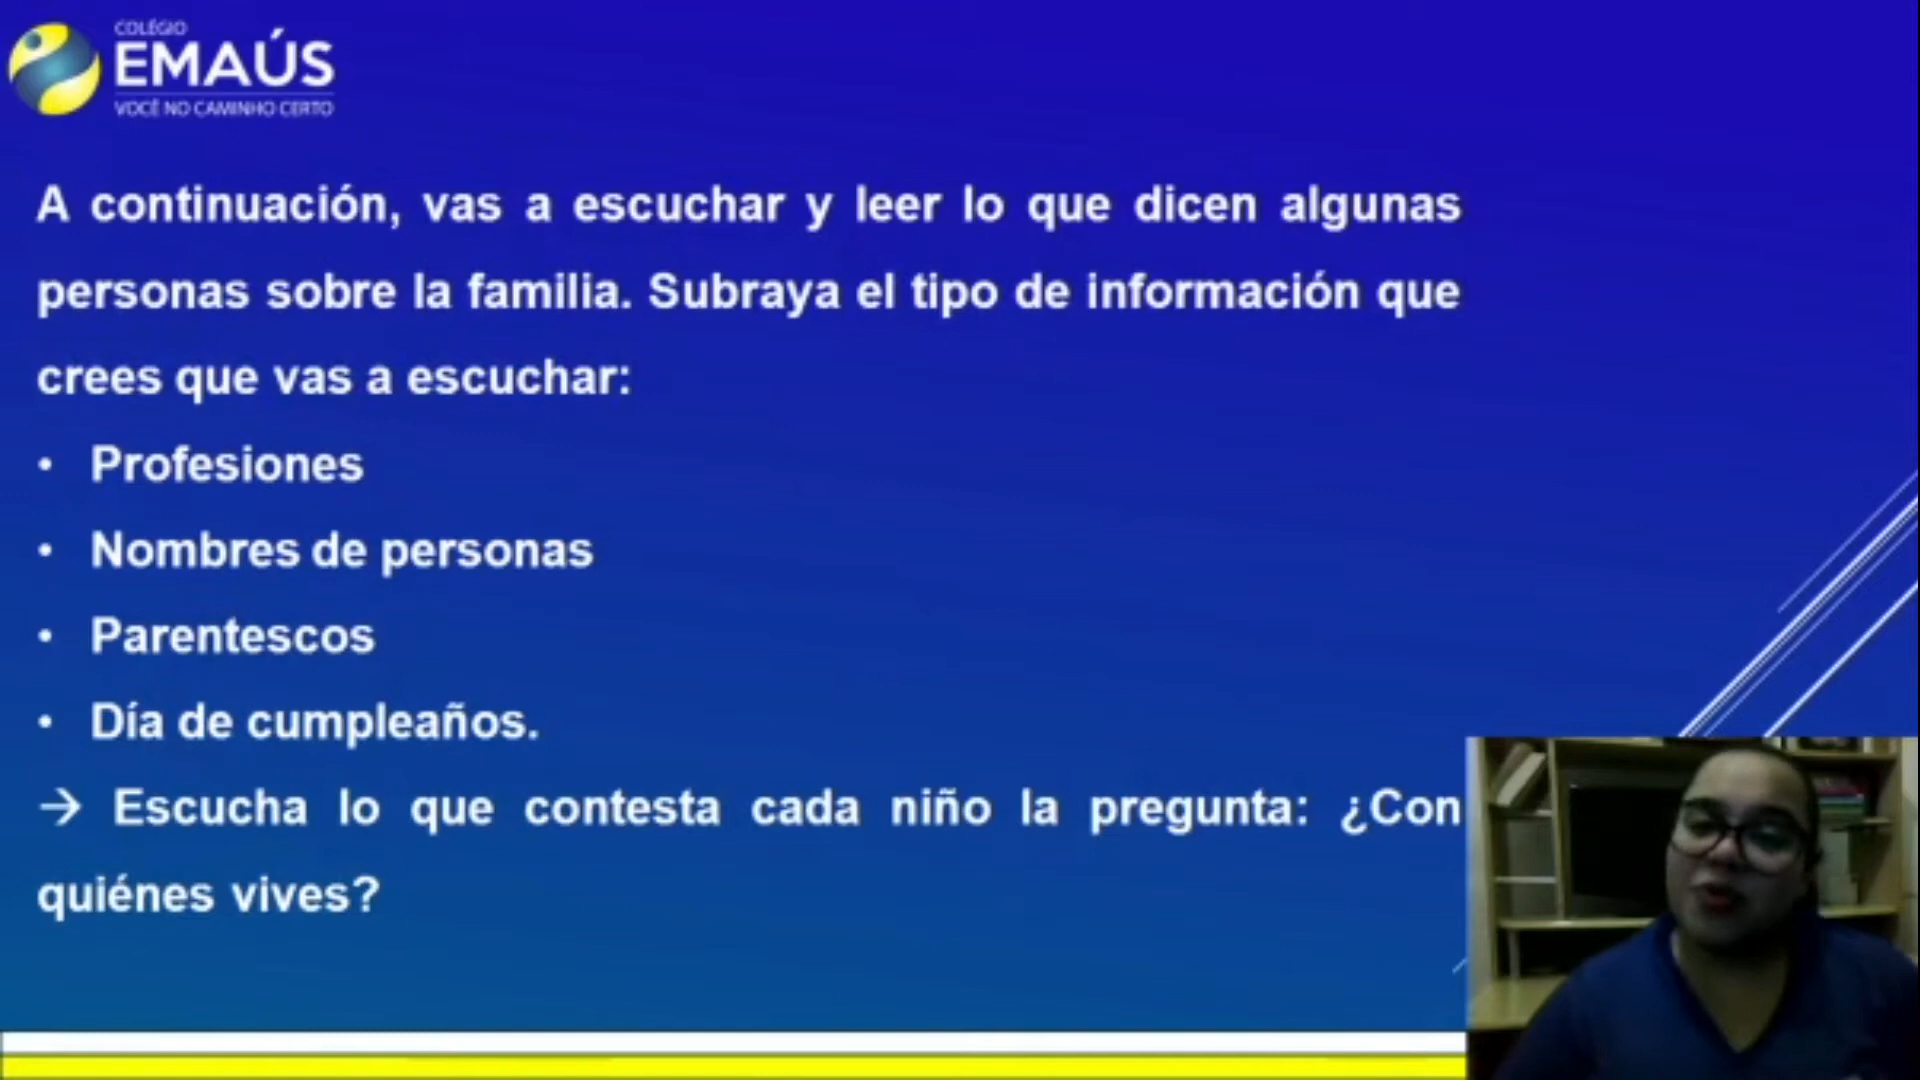 COLÉGIO
EMAÚS
VOCÊ NO CAMINHO CERTO
A continuación, vas a escuchar y leer lo que dicen algunas
personas sobre la familia. Subraya el tipo de información que
crees que vas a escuchar:
• Profesiones
• Nombres de personas
• Parentescos
• Día de cumpleaños.
→ Escucha lo que contesta cada niño la pregunta: ¿Con
quiénes vives?